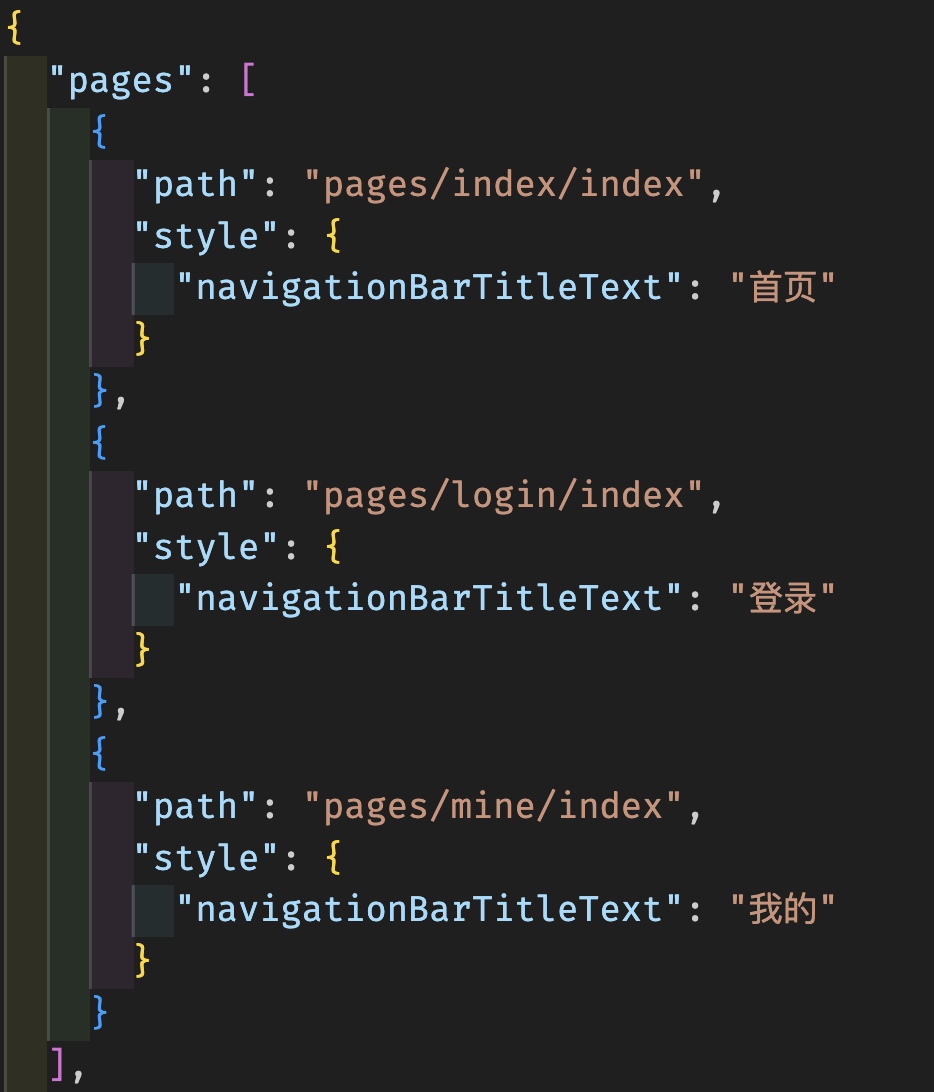 {
"pages": [
{
"path": "pages/index/index",
"style": {
"navigationBarTitleText": "首页"
}
},
{
"path": "pages/login/index",
"style": {
"navigationBarTitleText": "登录"
}
},
{
"path": "pages/mine/index",
"style": {
"navigationBarTitleText": "我的"
}
}
],